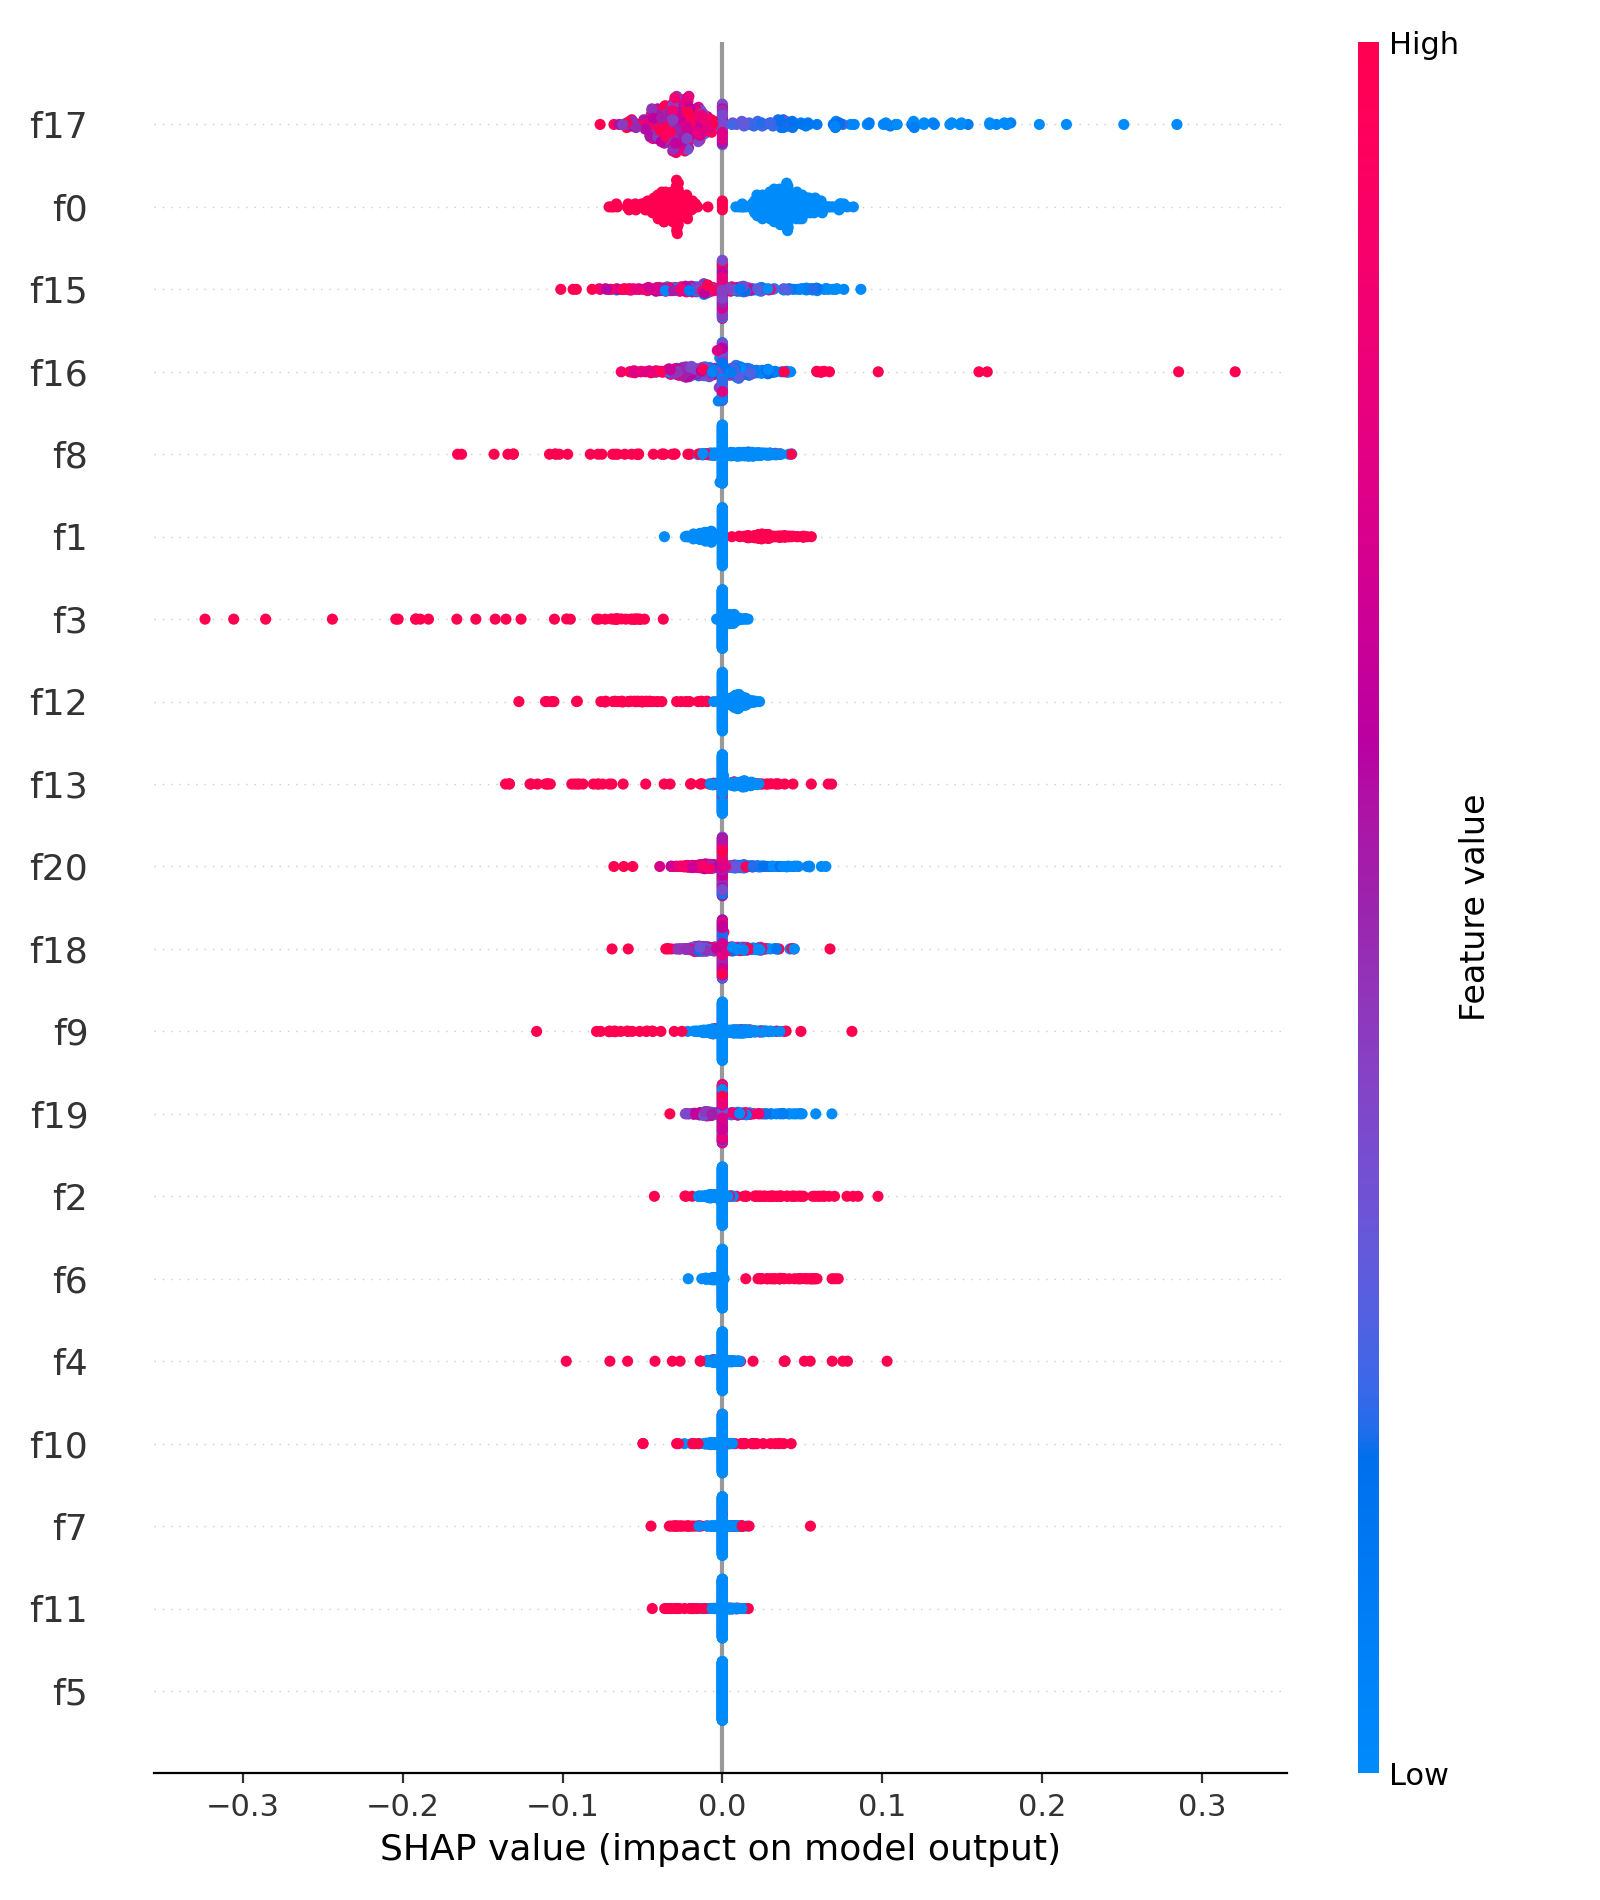 High
f17
f0
f15
f16
f8
f1
f3
f12
f13
f20
f18
f9
f19
f2
f6
f4
f10
f7
f11
f5
Feature value
Low
−0.3 −0.2 −0.1 0.0 0.1 0.2 0.3
SHAP value (impact on model output)